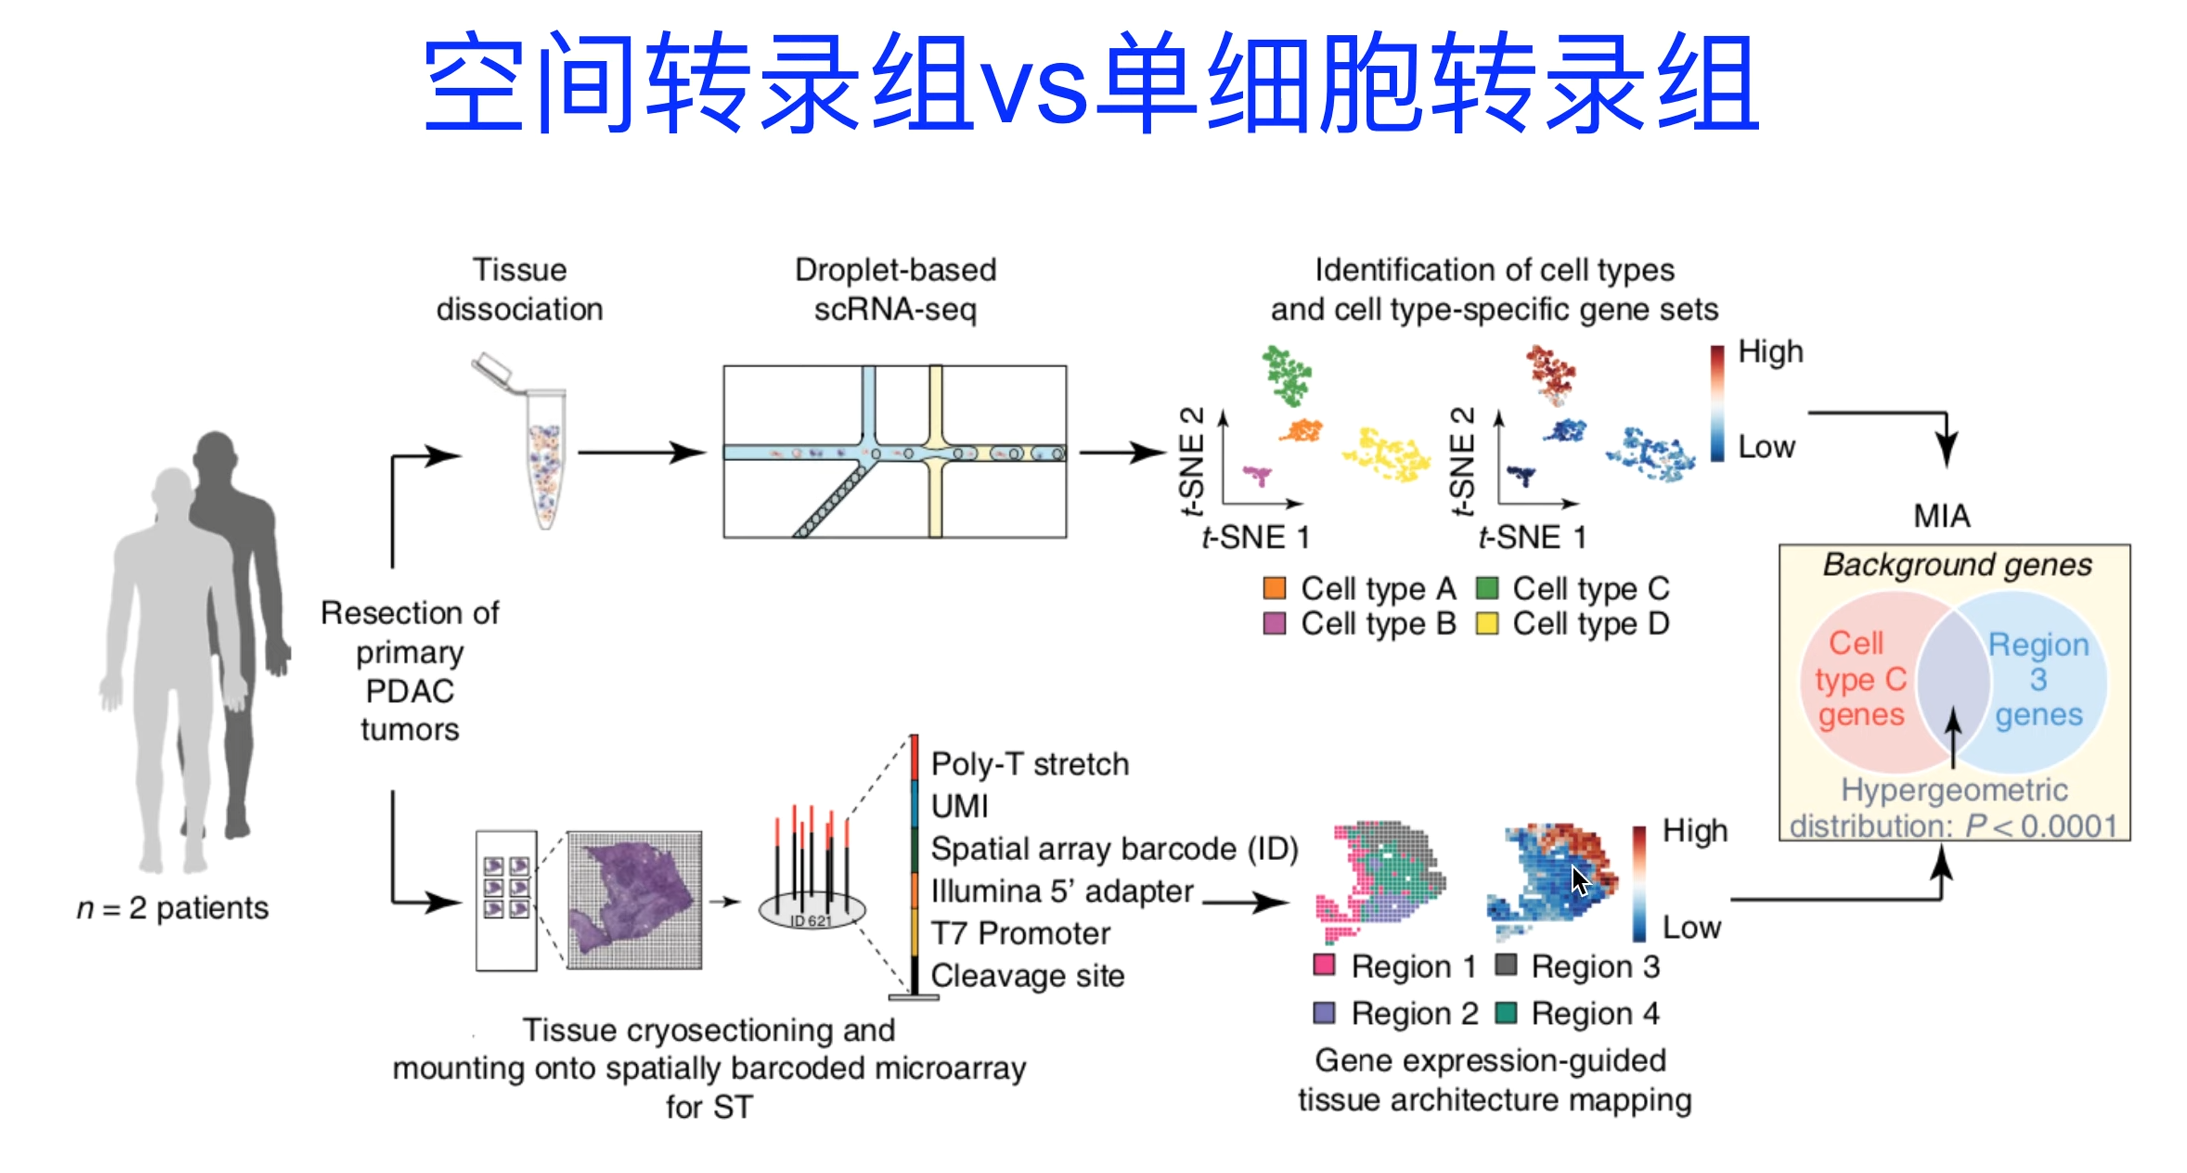 空间转录组vs单细胞转录组
Tissue
dissociation
Droplet-based
scRNA-seq
Identification of cell types
and cell type-specific gene sets
High
Low
t-SNE 2
t-SNE 1
t-SNE 2
t-SNE 1
Cell type A
Cell type C
Cell type B
Cell type D
MIA
Background genes
Cell
type C
genes
Region
3
genes
Hypergeometric
distribution: P < 0.0001
Resection of
primary
PDAC
tumors
n = 2 patients
ID 621
Poly-T stretch
UMI
Spatial array barcode (ID)
Illumina 5’ adapter
T7 Promoter
Cleavage site
Tissue cryosectioning and
mounting onto spatially barcoded microarray
for ST
High
Low
Region 1
Region 3
Region 2
Region 4
Gene expression-guided
tissue architecture mapping